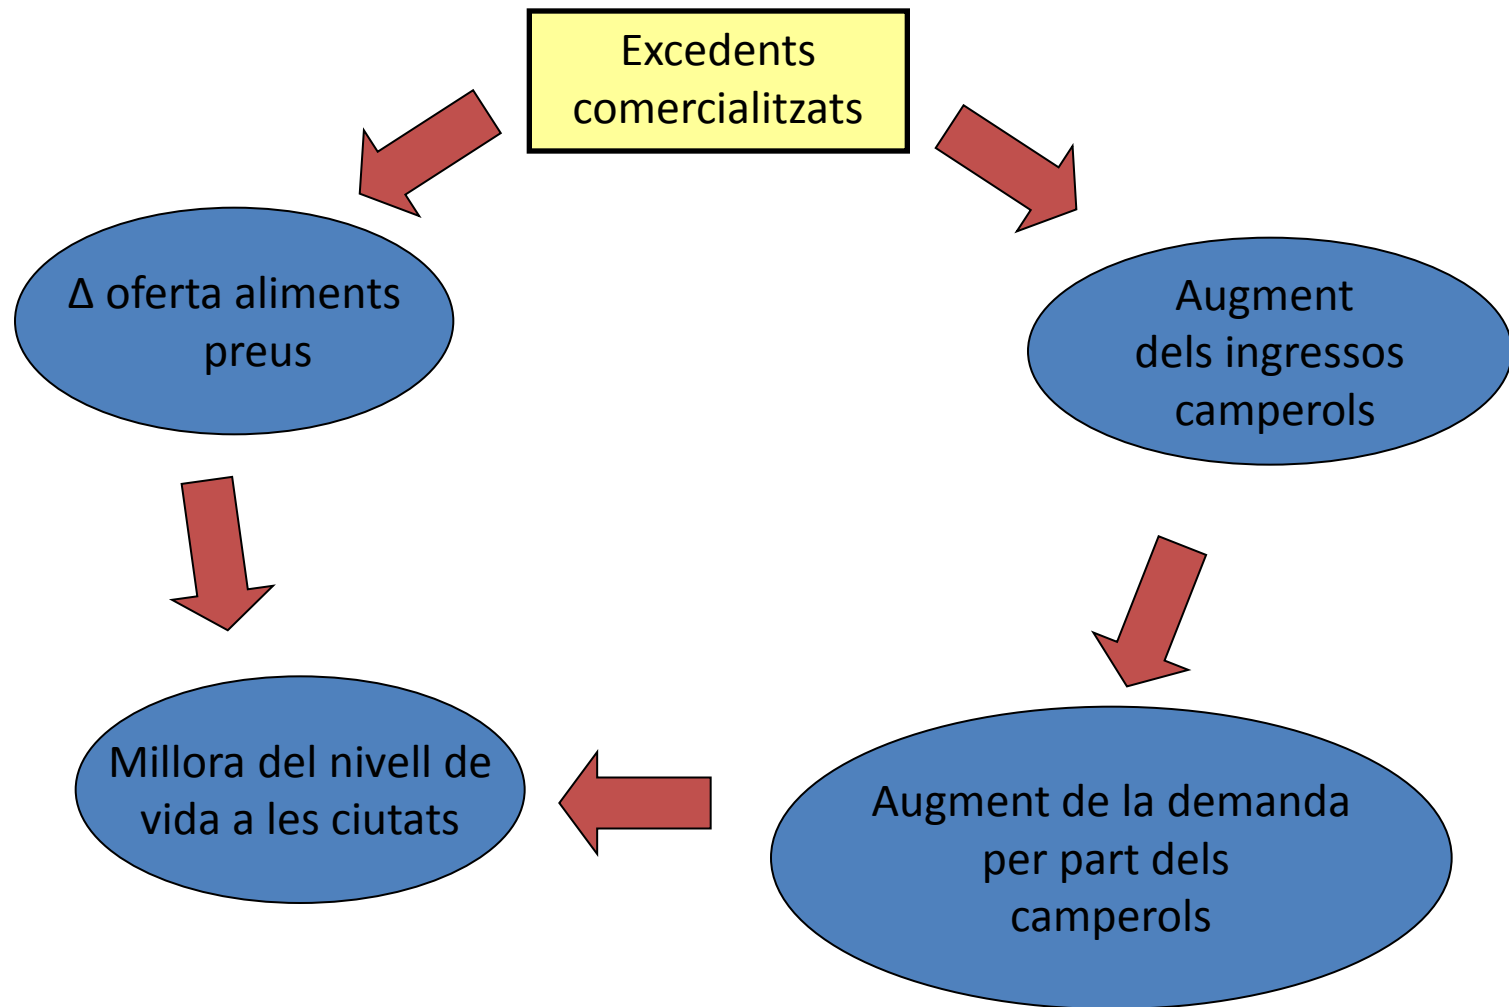 Excedents
comercialitzats
Δ oferta aliments
preus
Augment
dels ingressos
camperols
Millora del nivell de
vida a les ciutats
Augment de la demanda
per part dels
camperols